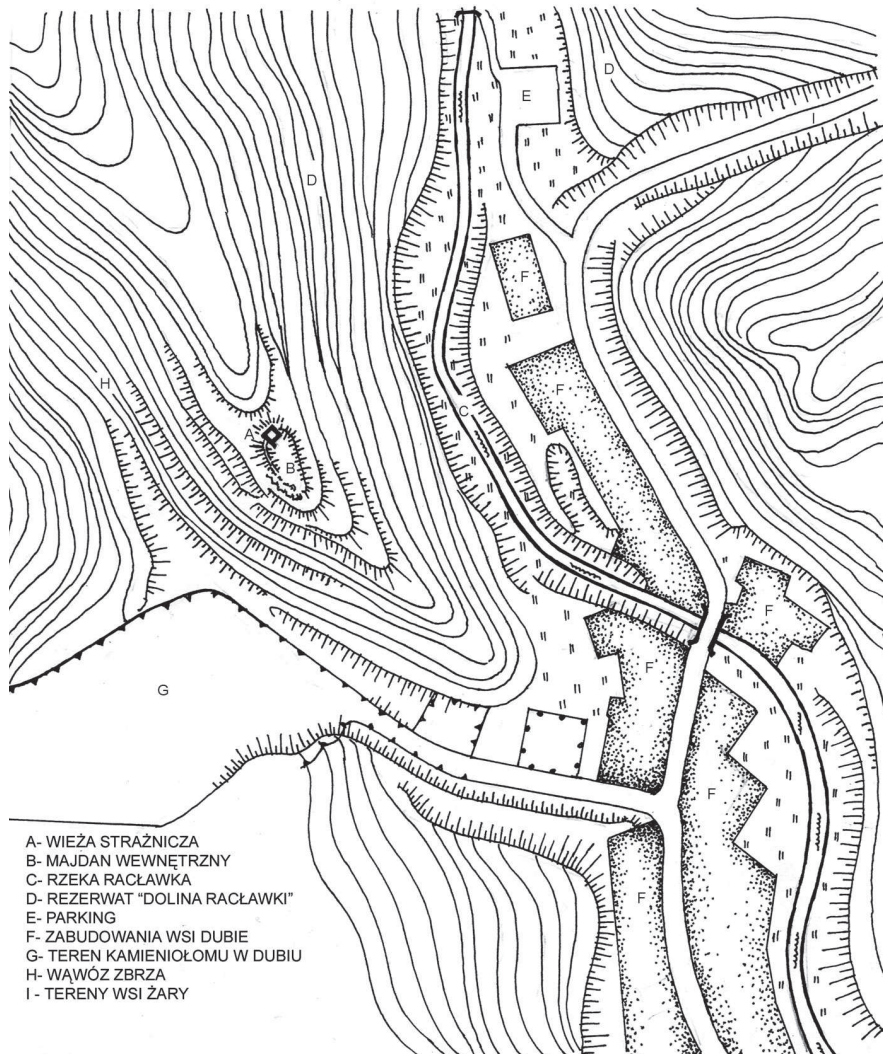 E
D
I
D
F
H
F
C
A
B
F
F
G
F
F
A- WIEŻA STRAŻNICZA
B- MAJDAN WEWNĘTRZNY
C- RZEKA RACŁAWKA
D- REZERWAT “DOLINA RACŁAWKI”
E- PARKING
F- ZABUDOWANIA WSI DUBIE
G- TEREN KAMIENIOŁOMU W DUBIU
H- WĄWÓZ ZBRZA
I - TERENY WSI ŻARY